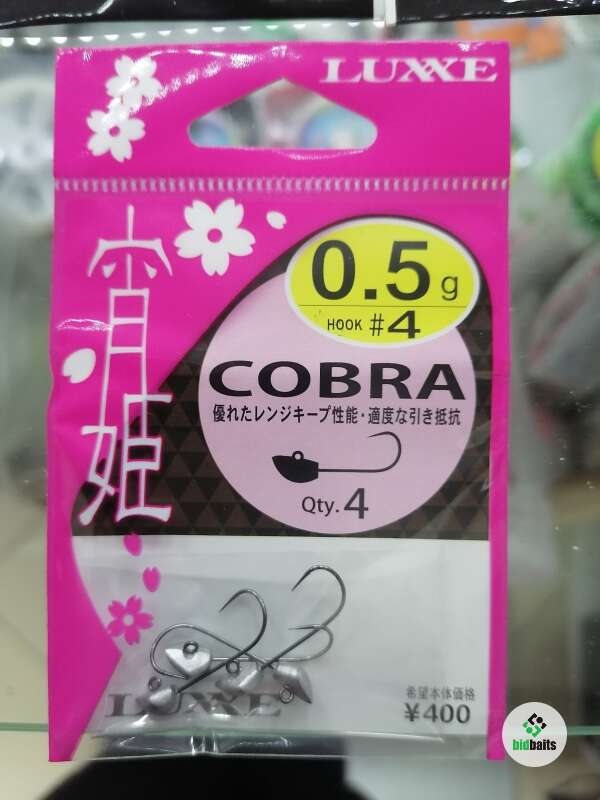 LUXXE
宵姫
0.5g
HOOK #4
COBRA
優れたレンジキープ性能・適度な引き抵抗
Qty.4
LUXXE
希望本体価格
¥400
bidbaits